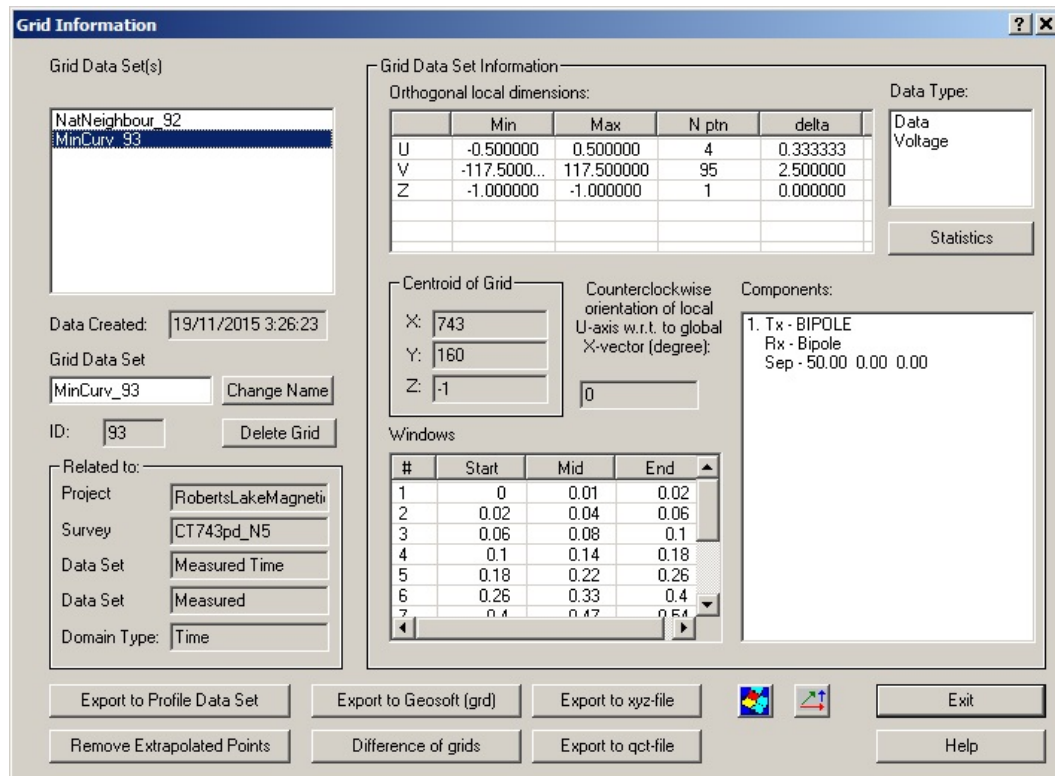 Grid Information
Grid Data Set(s)
NatNeighbour_92
MinCurv_93
Data Created: 19/11/2015 3:26:23
Grid Data Set
MinCurv_93 Change Name
ID: 93 Delete Grid
Related to:
Project RobertsLakeMagneti
Survey CT743pd_N5
Data Set Measured Time
Data Set Measured
Domain Type: Time
Grid Data Set Information
Orthogonal local dimensions:
Min Max N ptn delta
U -0.500000 0.500000 4 0.333333
V -117.5000... 117.500000 95 2.500000
Z -1.000000 -1.000000 1 0.000000
Data Type:
Data
Voltage
Statistics
Centroid of Grid
X: 743
Y: 160
Z: -1
Counterclockwise
orientation of local
U-axis w.r.t. to global
X-vector (degree):
0
Components:
1. Tx - BIPOLE
Rx - Bipole
Sep - 50.00 0.00 0.00
Windows
# Start Mid End
1 0 0.01 0.02
2 0.02 0.04 0.06
3 0.06 0.08 0.1
4 0.1 0.14 0.18
5 0.18 0.22 0.26
6 0.26 0.33 0.4
7 0.4 0.47 0.54
Export to Profile Data Set Export to Geosoft (grd) Export to xyz-file Exit
Remove Extrapolated Points Difference of grids Export to qct-file Help